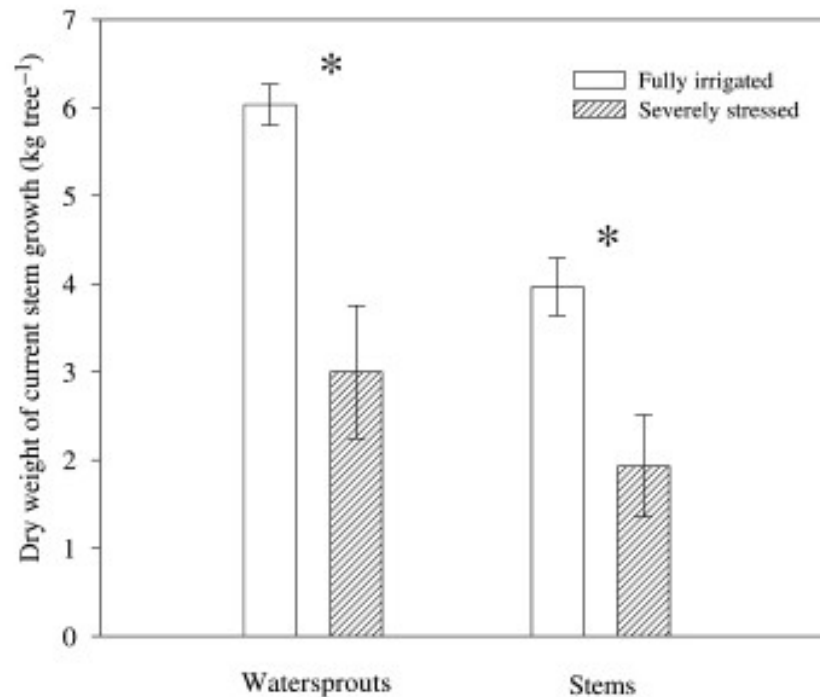 Dry weight of current stem growth (kg tree⁻¹)
7
6
5
4
3
2
1
0
*
*
Fully irrigated
Severely stressed
Watersprouts
Stems